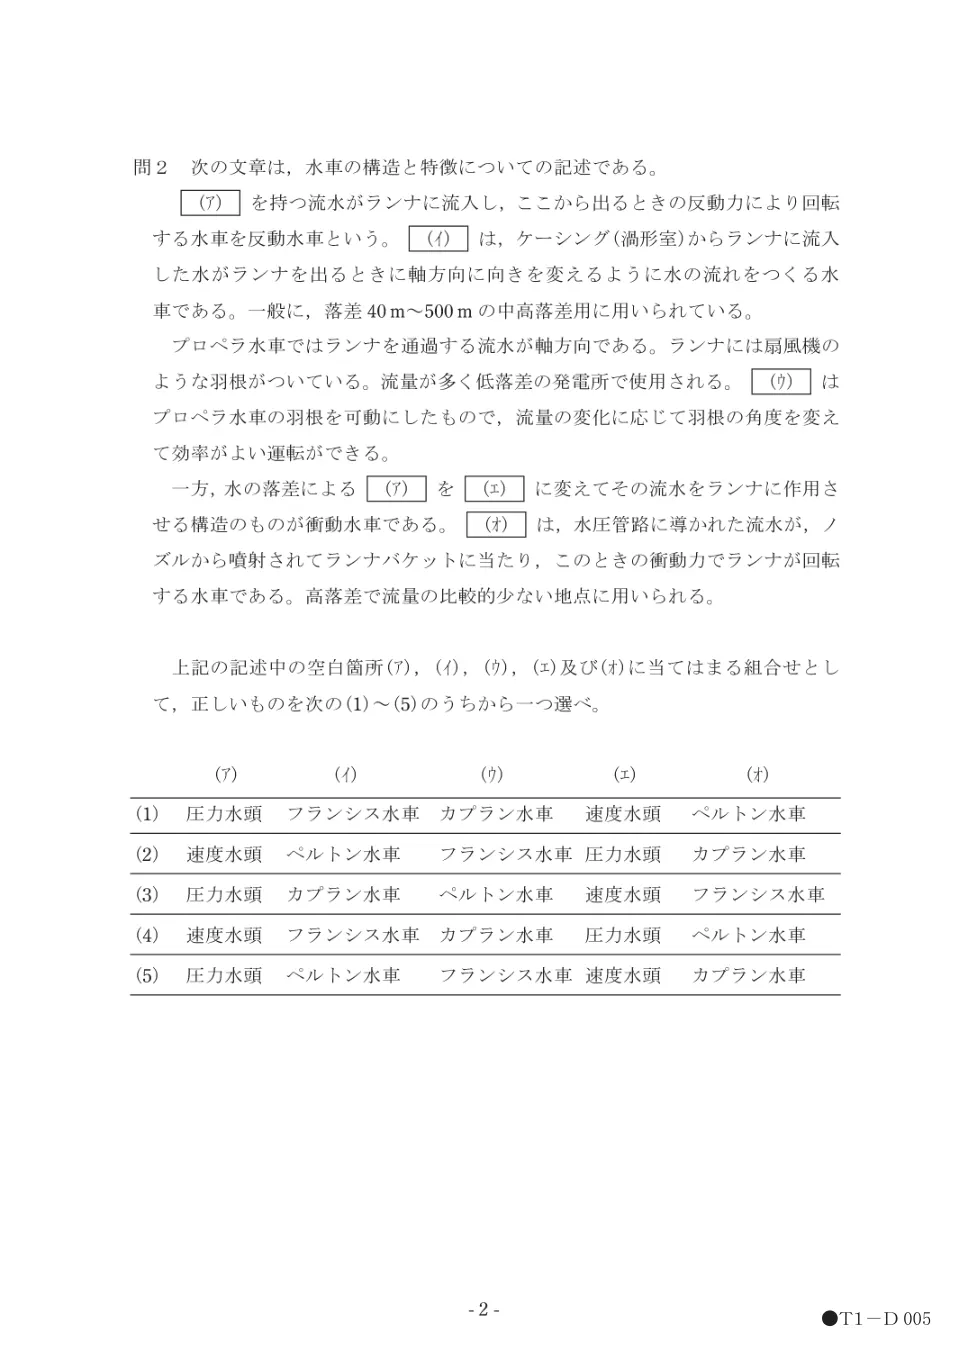 問2 次の文章は，水車の構造と特徴についての記述である。
(ア) を持つ流水がランナに流入し，ここから出るときの反動力により回転
する水車を反動水車という。 (イ) は，ケーシング(渦形室)からランナに流入
した水がランナを出るときに軸方向に向きを変えるように水の流れをつくる水
車である。一般に，落差 40 m～500 m の中高落差用に用いられている。
プロペラ水車ではランナを通過する流水が軸方向である。ランナには扇風機の
ような羽根がついている。流量が多く低落差の発電所で使用される。 (ウ) は
プロペラ水車の羽根を可動にしたもので，流量の変化に応じて羽根の角度を変え
て効率がよい運転ができる。
一方，水の落差による (ア) を (エ) に変えてその流水をランナに作用さ
せる構造のものが衝動水車である。 (オ) は，水圧管路に導かれた流水が，ノ
ズルから噴射されてランナバケットに当たり，このときの衝動力でランナが回転
する水車である。高落差で流量の比較的少ない地点に用いられる。
上記の記述中の空白箇所(ア)，(イ)，(ウ)，(エ)及び(オ)に当てはまる組合せとし
て，正しいものを次の(1)～(5)のうちから一つ選べ。
(ア) (イ) (ウ) (エ) (オ)
(1) 圧力水頭 フランシス水車 カプラン水車 速度水頭 ペルトン水車
(2) 速度水頭 ペルトン水車 フランシス水車 圧力水頭 カプラン水車
(3) 圧力水頭 カプラン水車 ペルトン水車 速度水頭 フランシス水車
(4) 速度水頭 フランシス水車 カプラン水車 圧力水頭 ペルトン水車
(5) 圧力水頭 ペルトン水車 フランシス水車 速度水頭 カプラン水車
- 2 -
●T1－D 005